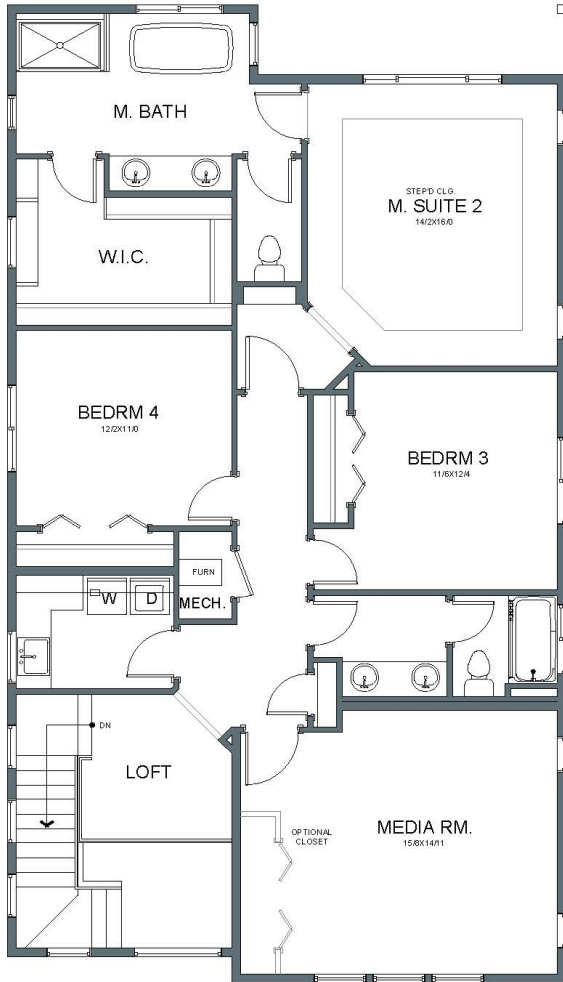 M. BATH
STEP'D CLG.
M. SUITE 2
14/2X16/0
W.I.C.
BEDRM 4
12/2X11/0
BEDRM 3
11/6X12/4
FURN
MECH.
W
D
DN
LOFT
OPTIONAL
CLOSET
MEDIA RM.
15/8X14/11